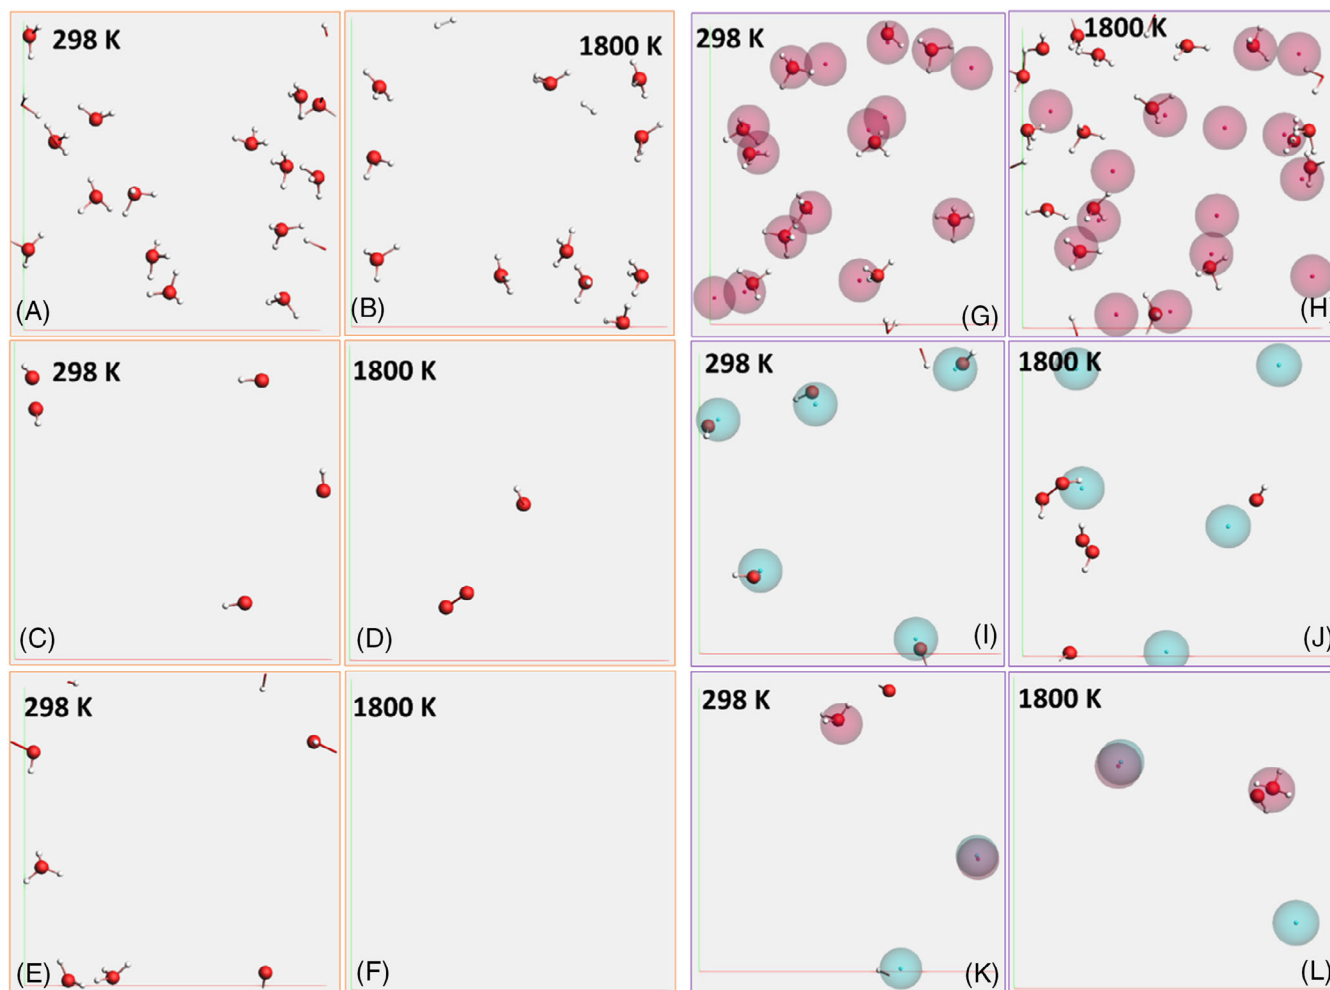 298 K
(A)
1800 K
(B)
298 K
(G)
1800 K
(H)
298 K
(C)
1800 K
(D)
298 K
(I)
1800 K
(J)
298 K
(E)
1800 K
(F)
298 K
(K)
1800 K
(L)